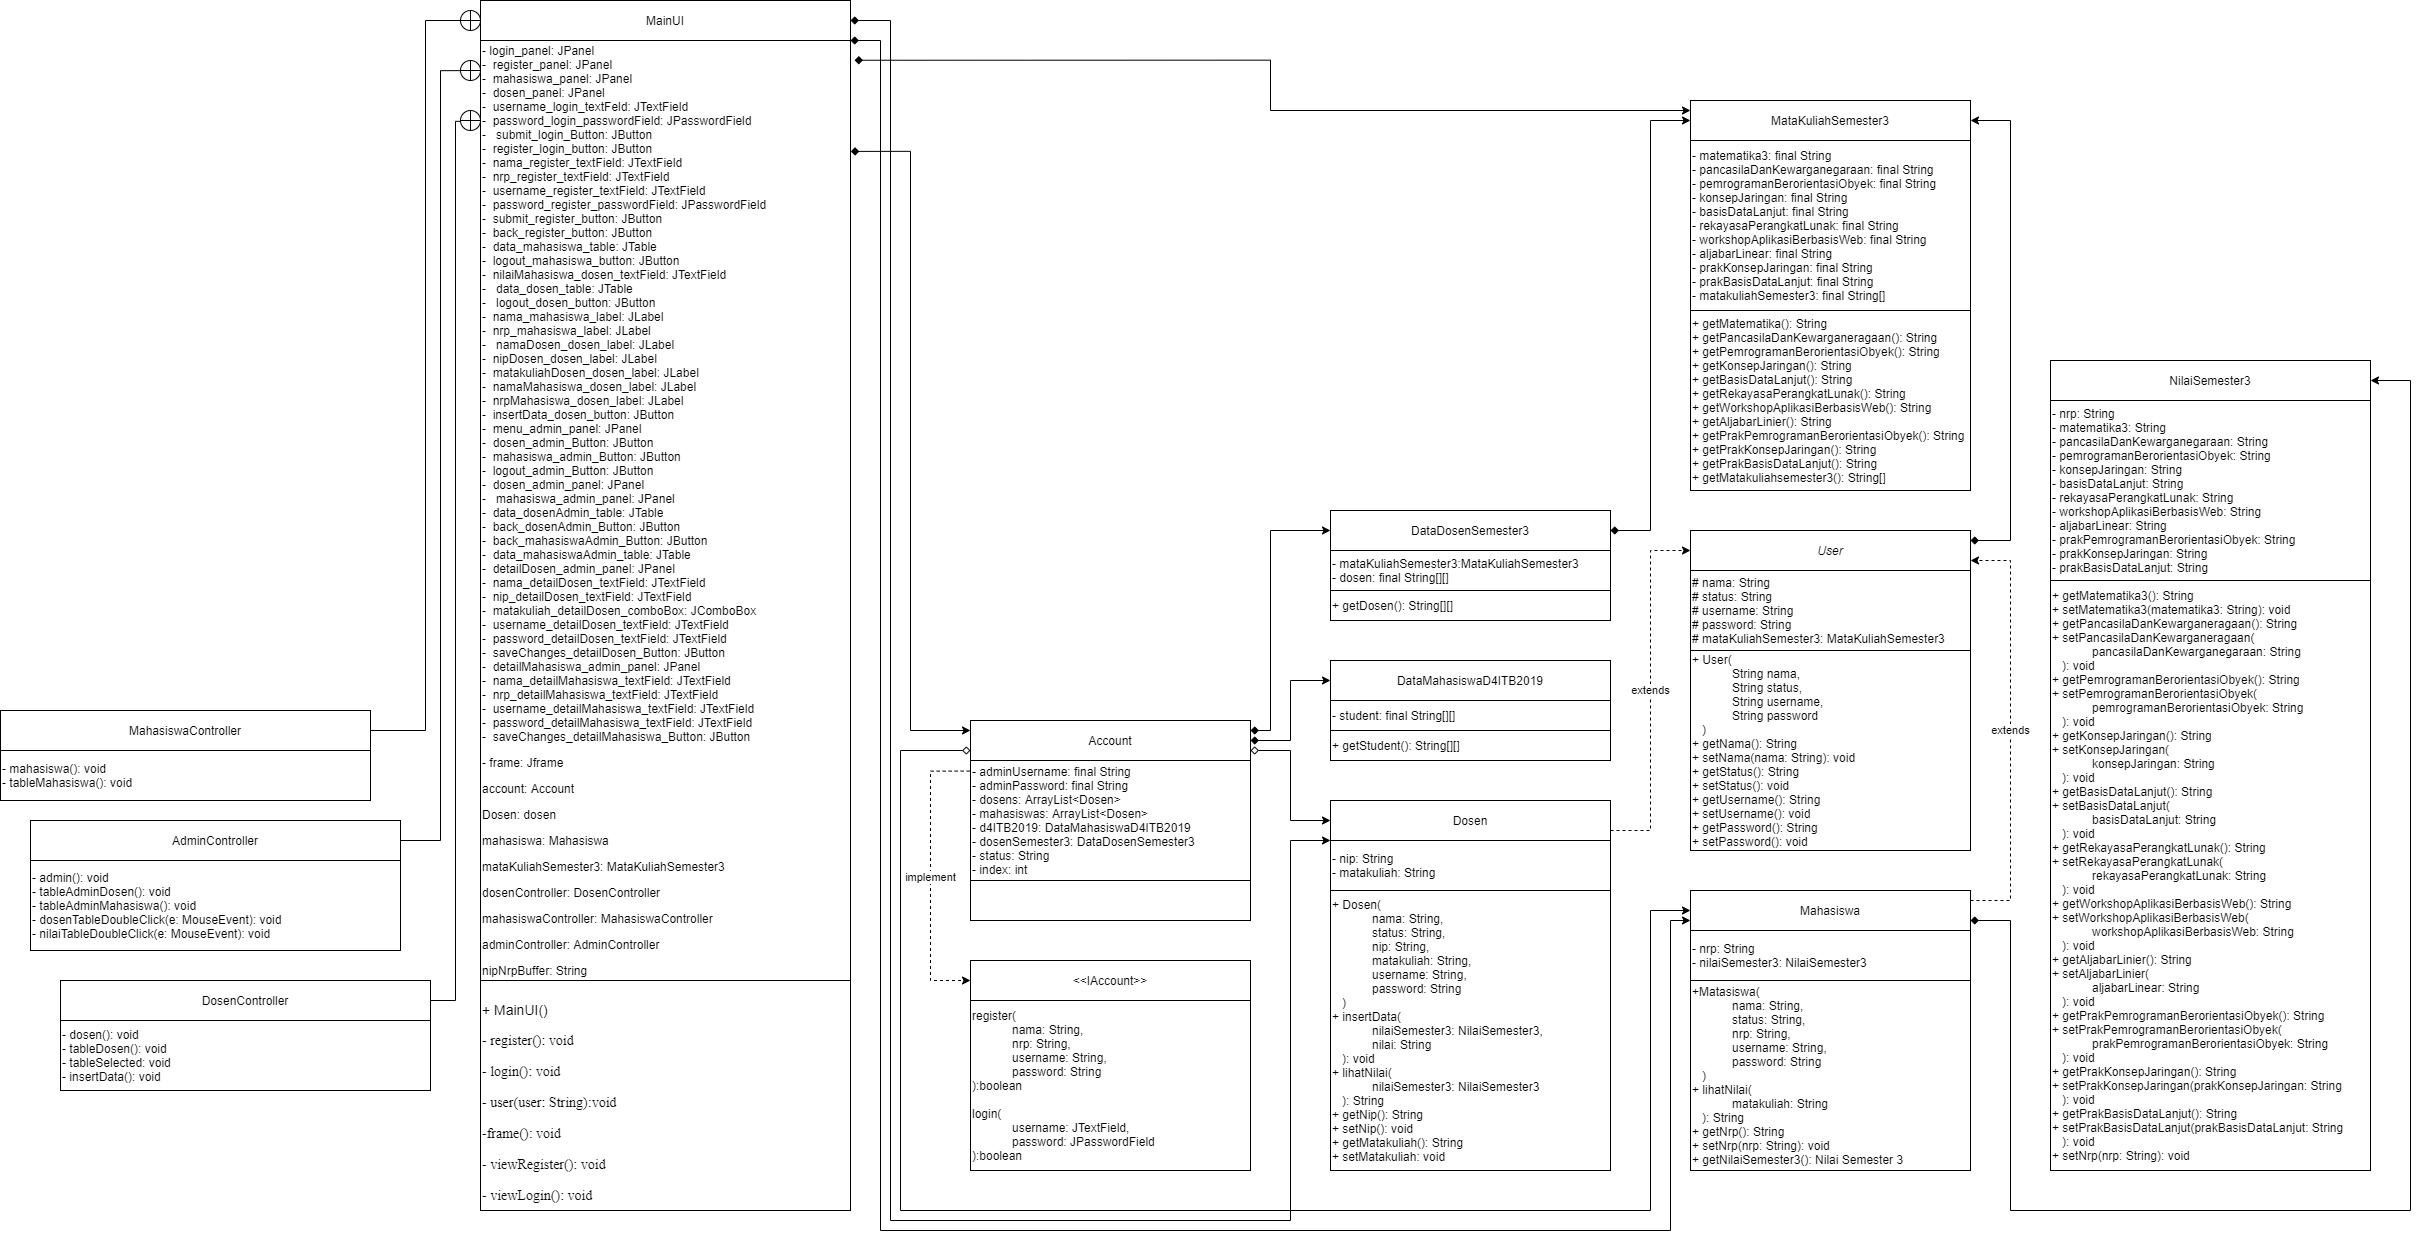 MainUI
- login_panel: JPanel
- register_panel: JPanel
- mahasiswa_panel: JPanel
- dosen_panel: JPanel
- username_login_textFeld: JTextField
- password_login_passwordField: JPasswordField
- submit_login_Button: JButton
- register_login_button: JButton
- nama_register_textField: JTextField
- nrp_register_textField: JTextField
- username_register_textField: JTextField
- password_register_passwordField: JPasswordField
- submit_register_button: JButton
- back_register_button: JButton
- data_mahasiswa_table: JTable
- logout_mahasiswa_button: JButton
- nilaiMahasiswa_dosen_textField: JTextField
- data_dosen_table: JTable
- logout_dosen_button: JButton
- nama_mahasiswa_label: JLabel
- nrp_mahasiswa_label: JLabel
- namaDosen_dosen_label: JLabel
- nipDosen_dosen_label: JLabel
- matakuliahDosen_dosen_label: JLabel
- namaMahasiswa_dosen_label: JLabel
- nrpMahasiswa_dosen_label: JLabel
- insertData_dosen_button: JButton
- menu_admin_panel: JPanel
- dosen_admin_Button: JButton
- mahasiswa_admin_Button: JButton
- logout_admin_Button: JButton
- dosen_admin_panel: JPanel
- mahasiswa_admin_panel: JPanel
- data_dosenAdmin_table: JTable
- back_dosenAdmin_Button: JButton
- back_mahasiswaAdmin_Button: JButton
- data_mahasiswaAdmin_table: JTable
- detailDosen_admin_panel: JPanel
- nama_detailDosen_textField: JTextField
- nip_detailDosen_textField: JTextField
- matakuliah_detailDosen_comboBox: JComboBox
- username_detailDosen_textField: JTextField
- password_detailDosen_textField: JTextField
- saveChanges_detailDosen_Button: JButton
- detailMahasiswa_admin_panel: JPanel
- nama_detailMahasiswa_textField: JTextField
- nrp_detailMahasiswa_textField: JTextField
- username_detailMahasiswa_textField: JTextField
- password_detailMahasiswa_textField: JTextField
- saveChanges_detailMahasiswa_Button: JButton
- frame: Jframe
account: Account
Dosen: dosen
mahasiswa: Mahasiswa
mataKuliahSemester3: MataKuliahSemester3
dosenController: DosenController
mahasiswaController: MahasiswaController
adminController: AdminController
nipNrpBuffer: String
+ MainUI()
- register(): void
- login(): void
- user(user: String):void
-frame(): void
- viewRegister(): void
- viewLogin(): void
MahasiswaController
- mahasiswa(): void
- tableMahasiswa(): void
AdminController
- admin(): void
- tableAdminDosen(): void
- tableAdminMahasiswa(): void
- dosenTableDoubleClick(e: MouseEvent): void
- nilaiTableDoubleClick(e: MouseEvent): void
DosenController
- dosen(): void
- tableDosen(): void
- tableSelected: void
- insertData(): void
Account
- adminUsername: final String
- adminPassword: final String
- dosens: ArrayList<Dosen>
- mahasiswas: ArrayList<Dosen>
- d4ITB2019: DataMahasiswaD4ITB2019
- dosenSemester3: DataDosenSemester3
- status: String
- index: int
implement
<<IAccount>>
register(
nama: String,
nrp: String,
username: String,
password: String
):boolean
login(
username: JTextField,
password: JPasswordField
):boolean
DataDosenSemester3
- mataKuliahSemester3:MataKuliahSemester3
- dosen: final String[][]
+ getDosen(): String[][]
DataMahasiswaD4ITB2019
- student: final String[][]
+ getStudent(): String[][]
Dosen
- nip: String
- matakuliah: String
+ Dosen(
nama: String,
status: String,
nip: String,
matakuliah: String,
username: String,
password: String
)
+ insertData(
nilaiSemester3: NilaiSemester3,
nilai: String
): void
+ lihatNilai(
nilaiSemester3: NilaiSemester3
): String
+ getNip(): String
+ setNip(): void
+ getMatakuliah(): String
+ setMatakuliah: void
extends
MataKuliahSemester3
- matematika3: final String
- pancasilaDanKewarganegaraan: final String
- pemrogramanBerorientasiObyek: final String
- konsepJaringan: final String
- basisDataLanjut: final String
- rekayasaPerangkatLunak: final String
- workshopAplikasiBerbasisWeb: final String
- aljabarLinear: final String
- prakKonsepJaringan: final String
- prakBasisDataLanjut: final String
- matakuliahSemester3: final String[]
+ getMatematika(): String
+ getPancasilaDanKewarganeragaan(): String
+ getPemrogramanBerorientasiObyek(): String
+ getKonsepJaringan(): String
+ getBasisDataLanjut(): String
+ getRekayasaPerangkatLunak(): String
+ getWorkshopAplikasiBerbasisWeb(): String
+ getAljabarLinier(): String
+ getPrakPemrogramanBerorientasiObyek(): String
+ getPrakKonsepJaringan(): String
+ getPrakBasisDataLanjut(): String
+ getMatakuliahsemester3(): String[]
User
# nama: String
# status: String
# username: String
# password: String
# mataKuliahSemester3: MataKuliahSemester3
+ User(
String nama,
String status,
String username,
String password
)
+ getNama(): String
+ setNama(nama: String): void
+ getStatus(): String
+ setStatus(): void
+ getUsername(): String
+ setUsername(): void
+ getPassword(): String
+ setPassword(): void
extends
Mahasiswa
- nrp: String
- nilaiSemester3: NilaiSemester3
+Matasiswa(
nama: String,
status: String,
nrp: String,
username: String,
password: String
)
+ lihatNilai(
matakuliah: String
): String
+ getNrp(): String
+ setNrp(nrp: String): void
+ getNilaiSemester3(): Nilai Semester 3
NilaiSemester3
- nrp: String
- matematika3: String
- pancasilaDanKewarganegaraan: String
- pemrogramanBerorientasiObyek: String
- konsepJaringan: String
- basisDataLanjut: String
- rekayasaPerangkatLunak: String
- workshopAplikasiBerbasisWeb: String
- aljabarLinear: String
- prakPemrogramanBerorientasiObyek: String
- prakKonsepJaringan: String
- prakBasisDataLanjut: String
+ getMatematika3(): String
+ setMatematika3(matematika3: String): void
+ getPancasilaDanKewarganeragaan(): String
+ setPancasilaDanKewarganeragaan(
pancasilaDanKewarganegaraan: String
): void
+ getPemrogramanBerorientasiObyek(): String
+ setPemrogramanBerorientasiObyek(
pemrogramanBerorientasiObyek: String
): void
+ getKonsepJaringan(): String
+ setKonsepJaringan(
konsepJaringan: String
): void
+ getBasisDataLanjut(): String
+ setBasisDataLanjut(
basisDataLanjut: String
): void
+ getRekayasaPerangkatLunak(): String
+ setRekayasaPerangkatLunak(
rekayasaPerangkatLunak: String
): void
+ getWorkshopAplikasiBerbasisWeb(): String
+ setWorkshopAplikasiBerbasisWeb(
workshopAplikasiBerbasisWeb: String
): void
+ getAljabarLinier(): String
+ setAljabarLinier(
aljabarLinear: String
): void
+ getPrakPemrogramanBerorientasiObyek(): String
+ setPrakPemrogramanBerorientasiObyek(
prakPemrogramanBerorientasiObyek: String
): void
+ getPrakKonsepJaringan(): String
+ setPrakKonsepJaringan(prakKonsepJaringan: String
): void
+ getPrakBasisDataLanjut(): String
+ setPrakBasisDataLanjut(prakBasisDataLanjut: String
): void
+ setNrp(nrp: String): void